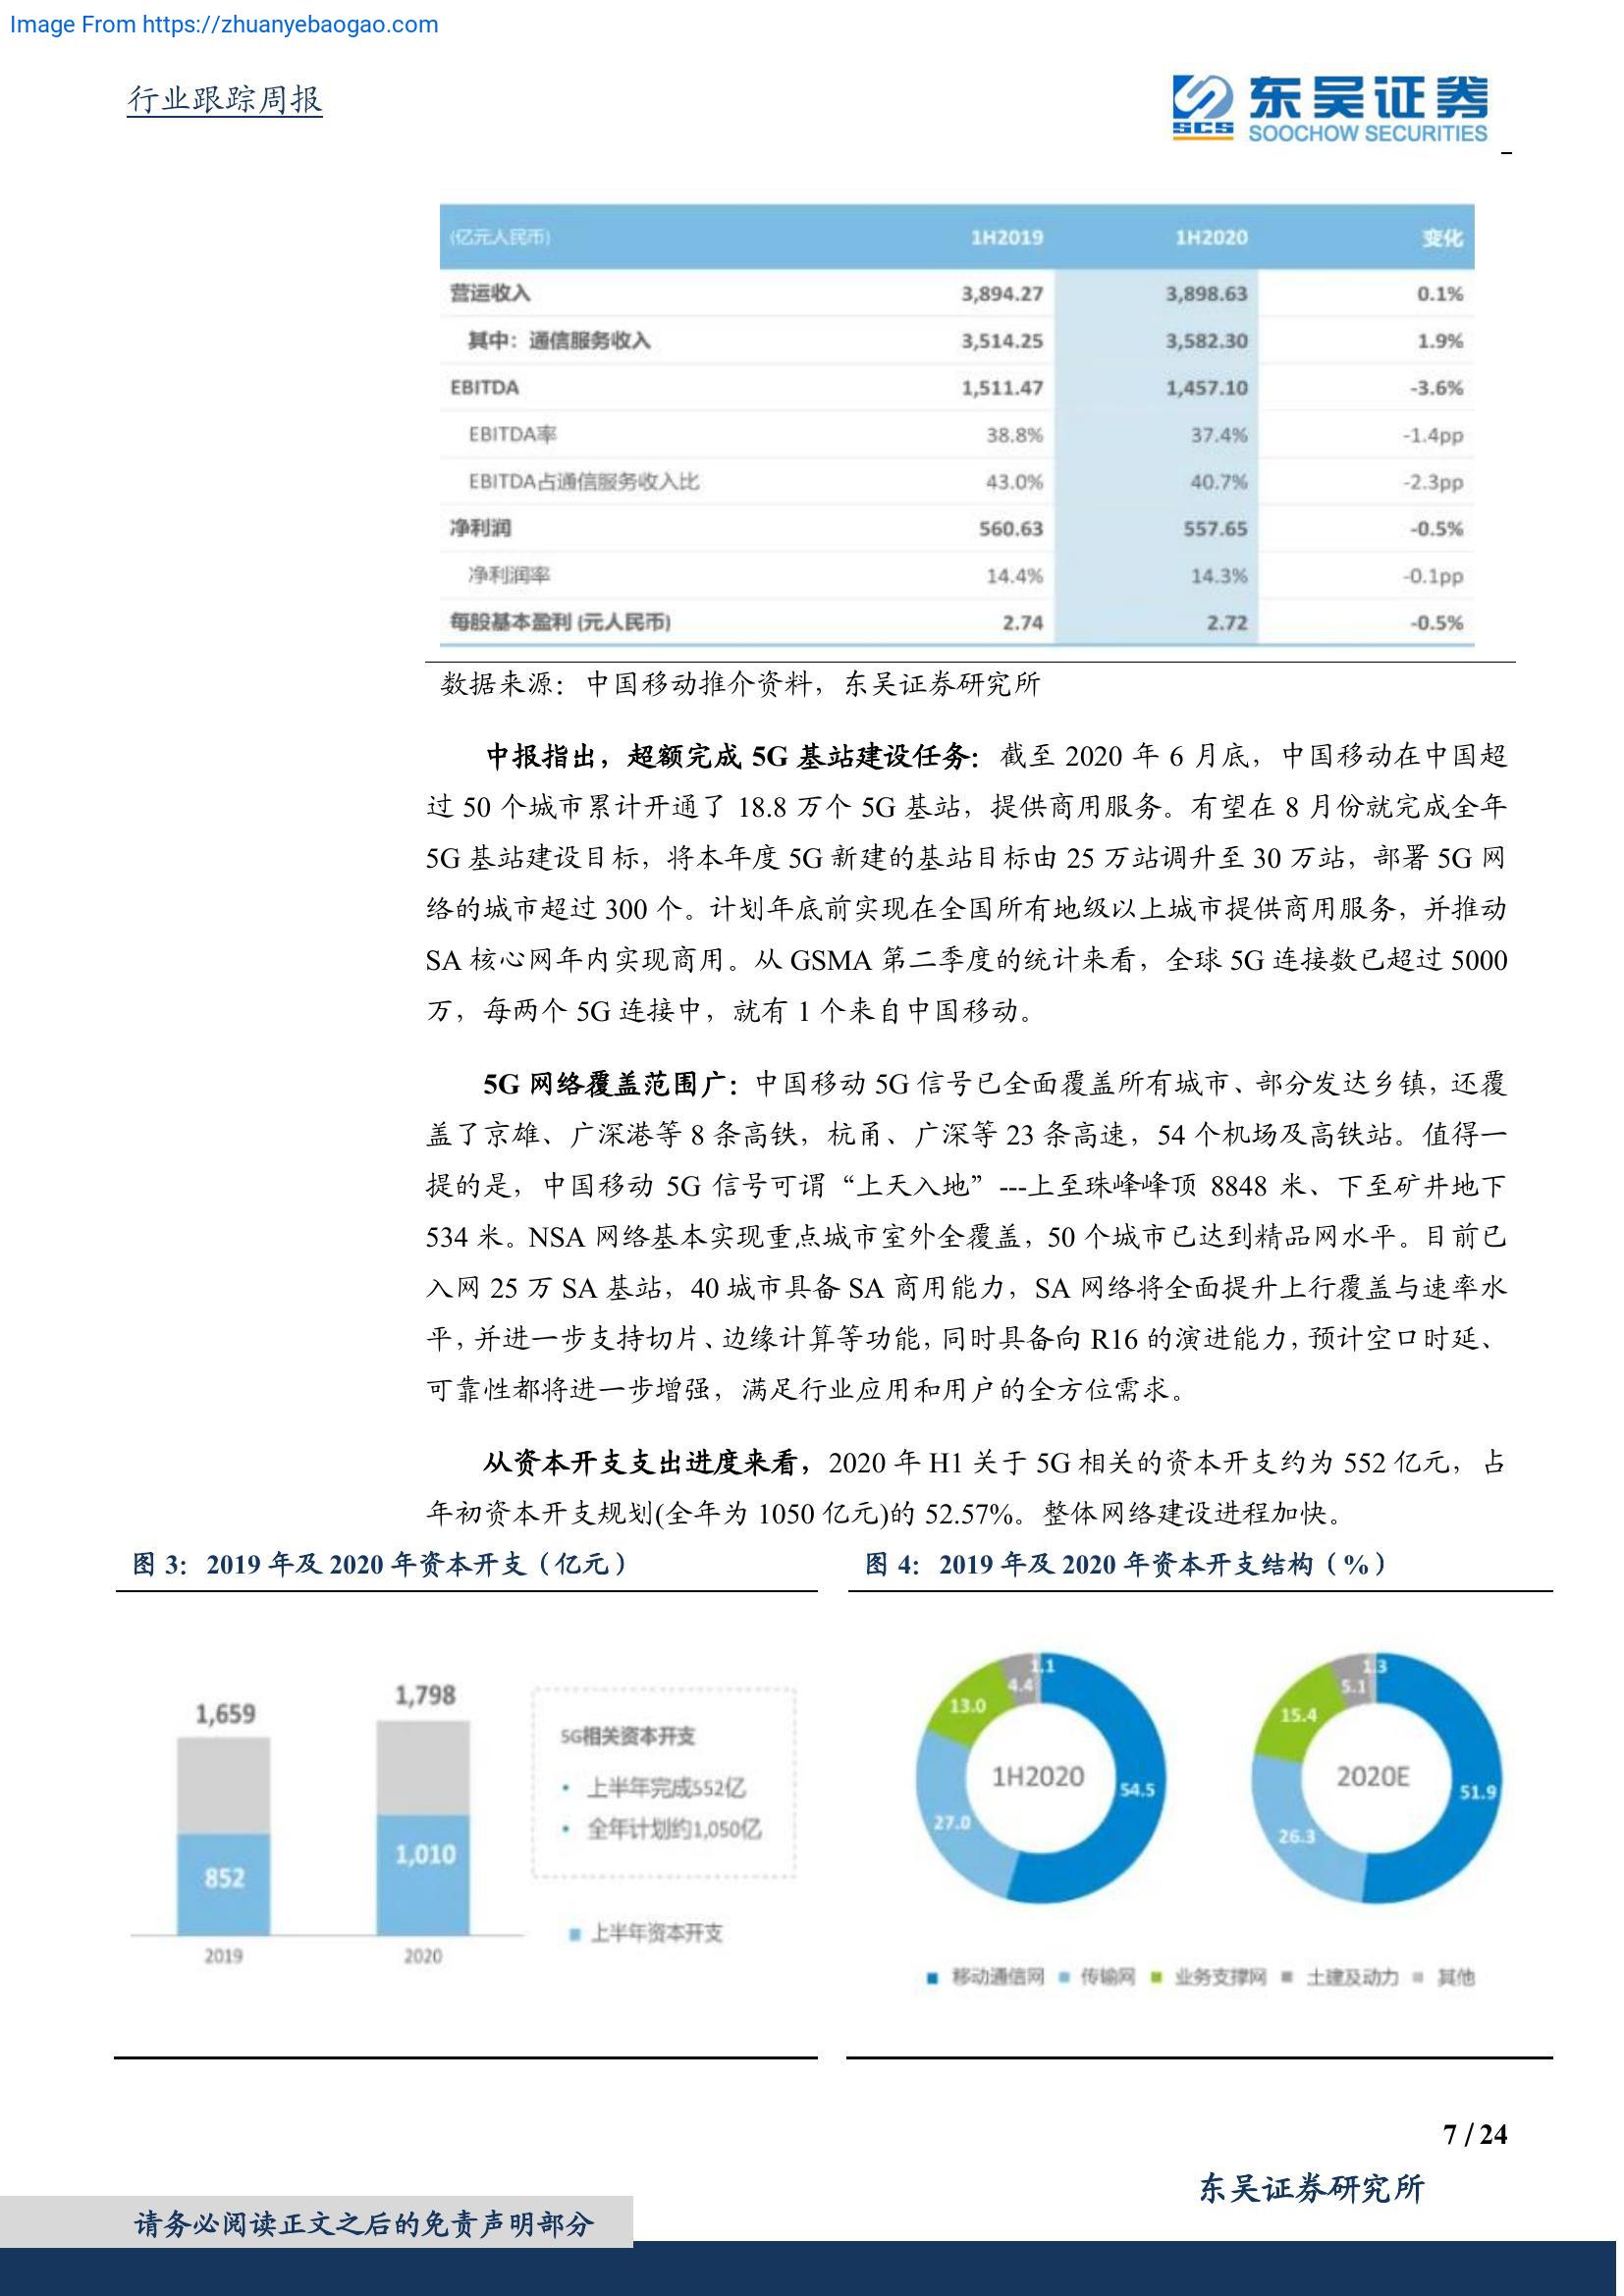 Image From https://zhuanyebaogao.com
行业跟踪周报
东吴证券
SCS SOOCHOW SECURITIES
(亿元人民币) 1H2019 1H2020 变化
营运收入 3,894.27 3,898.63 0.1%
其中：通信服务收入 3,514.25 3,582.30 1.9%
EBITDA 1,511.47 1,457.10 -3.6%
EBITDA率 38.8% 37.4% -1.4pp
EBITDA占通信服务收入比 43.0% 40.7% -2.3pp
净利润 560.63 557.65 -0.5%
净利润率 14.4% 14.3% -0.1pp
每股基本盈利 (元人民币) 2.74 2.72 -0.5%
数据来源：中国移动推介资料，东吴证券研究所
中报指出，超额完成 5G 基站建设任务：截至 2020 年 6 月底，中国移动在中国超
过 50 个城市累计开通了 18.8 万个 5G 基站，提供商用服务。有望在 8 月份就完成全年
5G 基站建设目标，将本年度 5G 新建的基站目标由 25 万站调升至 30 万站，部署 5G 网
络的城市超过 300 个。计划年底前实现在全国所有地级以上城市提供商用服务，并推动
SA 核心网年内实现商用。从 GSMA 第二季度的统计来看，全球 5G 连接数已超过 5000
万，每两个 5G 连接中，就有 1 个来自中国移动。
5G 网络覆盖范围广：中国移动 5G 信号已全面覆盖所有城市、部分发达乡镇，还覆
盖了京雄、广深港等 8 条高铁，杭甬、广深等 23 条高速，54 个机场及高铁站。值得一
提的是，中国移动 5G 信号可谓“上天入地”---上至珠峰峰顶 8848 米、下至矿井地下
534 米。NSA 网络基本实现重点城市室外全覆盖，50 个城市已达到精品网水平。目前已
入网 25 万 SA 基站，40 城市具备 SA 商用能力，SA 网络将全面提升上行覆盖与速率水
平，并进一步支持切片、边缘计算等功能，同时具备向 R16 的演进能力，预计空口时延、
可靠性都将进一步增强，满足行业应用和用户的全方位需求。
从资本开支支出进度来看，2020 年 H1 关于 5G 相关的资本开支约为 552 亿元，占
年初资本开支规划(全年为 1050 亿元)的 52.57%。整体网络建设进程加快。
图 3：2019 年及 2020 年资本开支（亿元）
1,659
1,798
852
1,010
2019 2020
5G相关资本开支
• 上半年完成552亿
• 全年计划约1,050亿
上半年资本开支
图 4：2019 年及 2020 年资本开支结构（%）
1.1
4.4
13.0
1H2020
54.5
27.0
1.3
5.1
15.4
2020E
51.9
26.3
移动通信网 传输网 业务支撑网 土建及动力 其他
7 / 24
东吴证券研究所
请务必阅读正文之后的免责声明部分